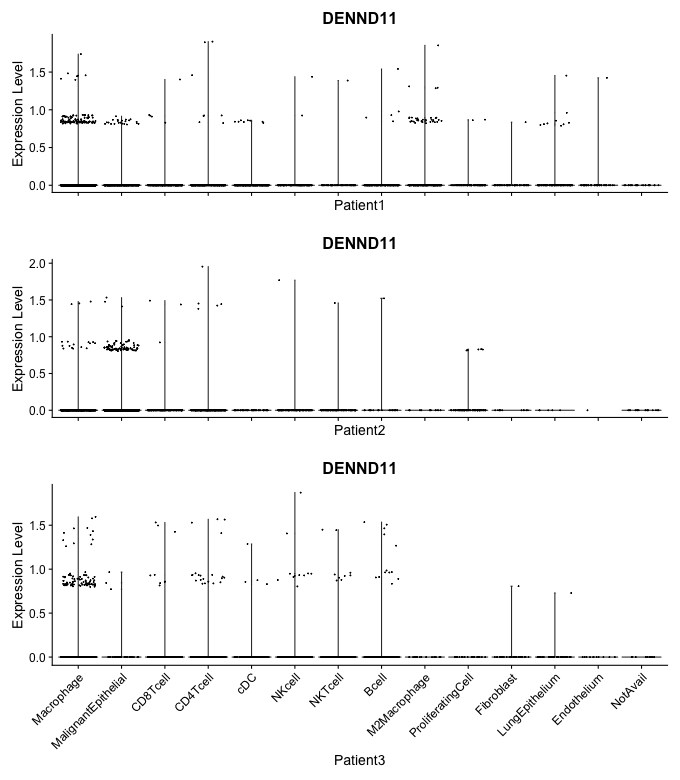 DENND11
Expression Level
1.5
1.0
0.5
0.0
Patient1
DENND11
Expression Level
2.0
1.5
1.0
0.5
0.0
Patient2
DENND11
Expression Level
1.5
1.0
0.5
0.0
Macrophage
MalignantEpithelial
CD8Tcell
CD4Tcell
cDC
NKcell
NKTcell
Bcell
M2Macrophage
ProliferatingCell
Fibroblast
LungEpithelium
Endothelium
NotAvail
Patient3